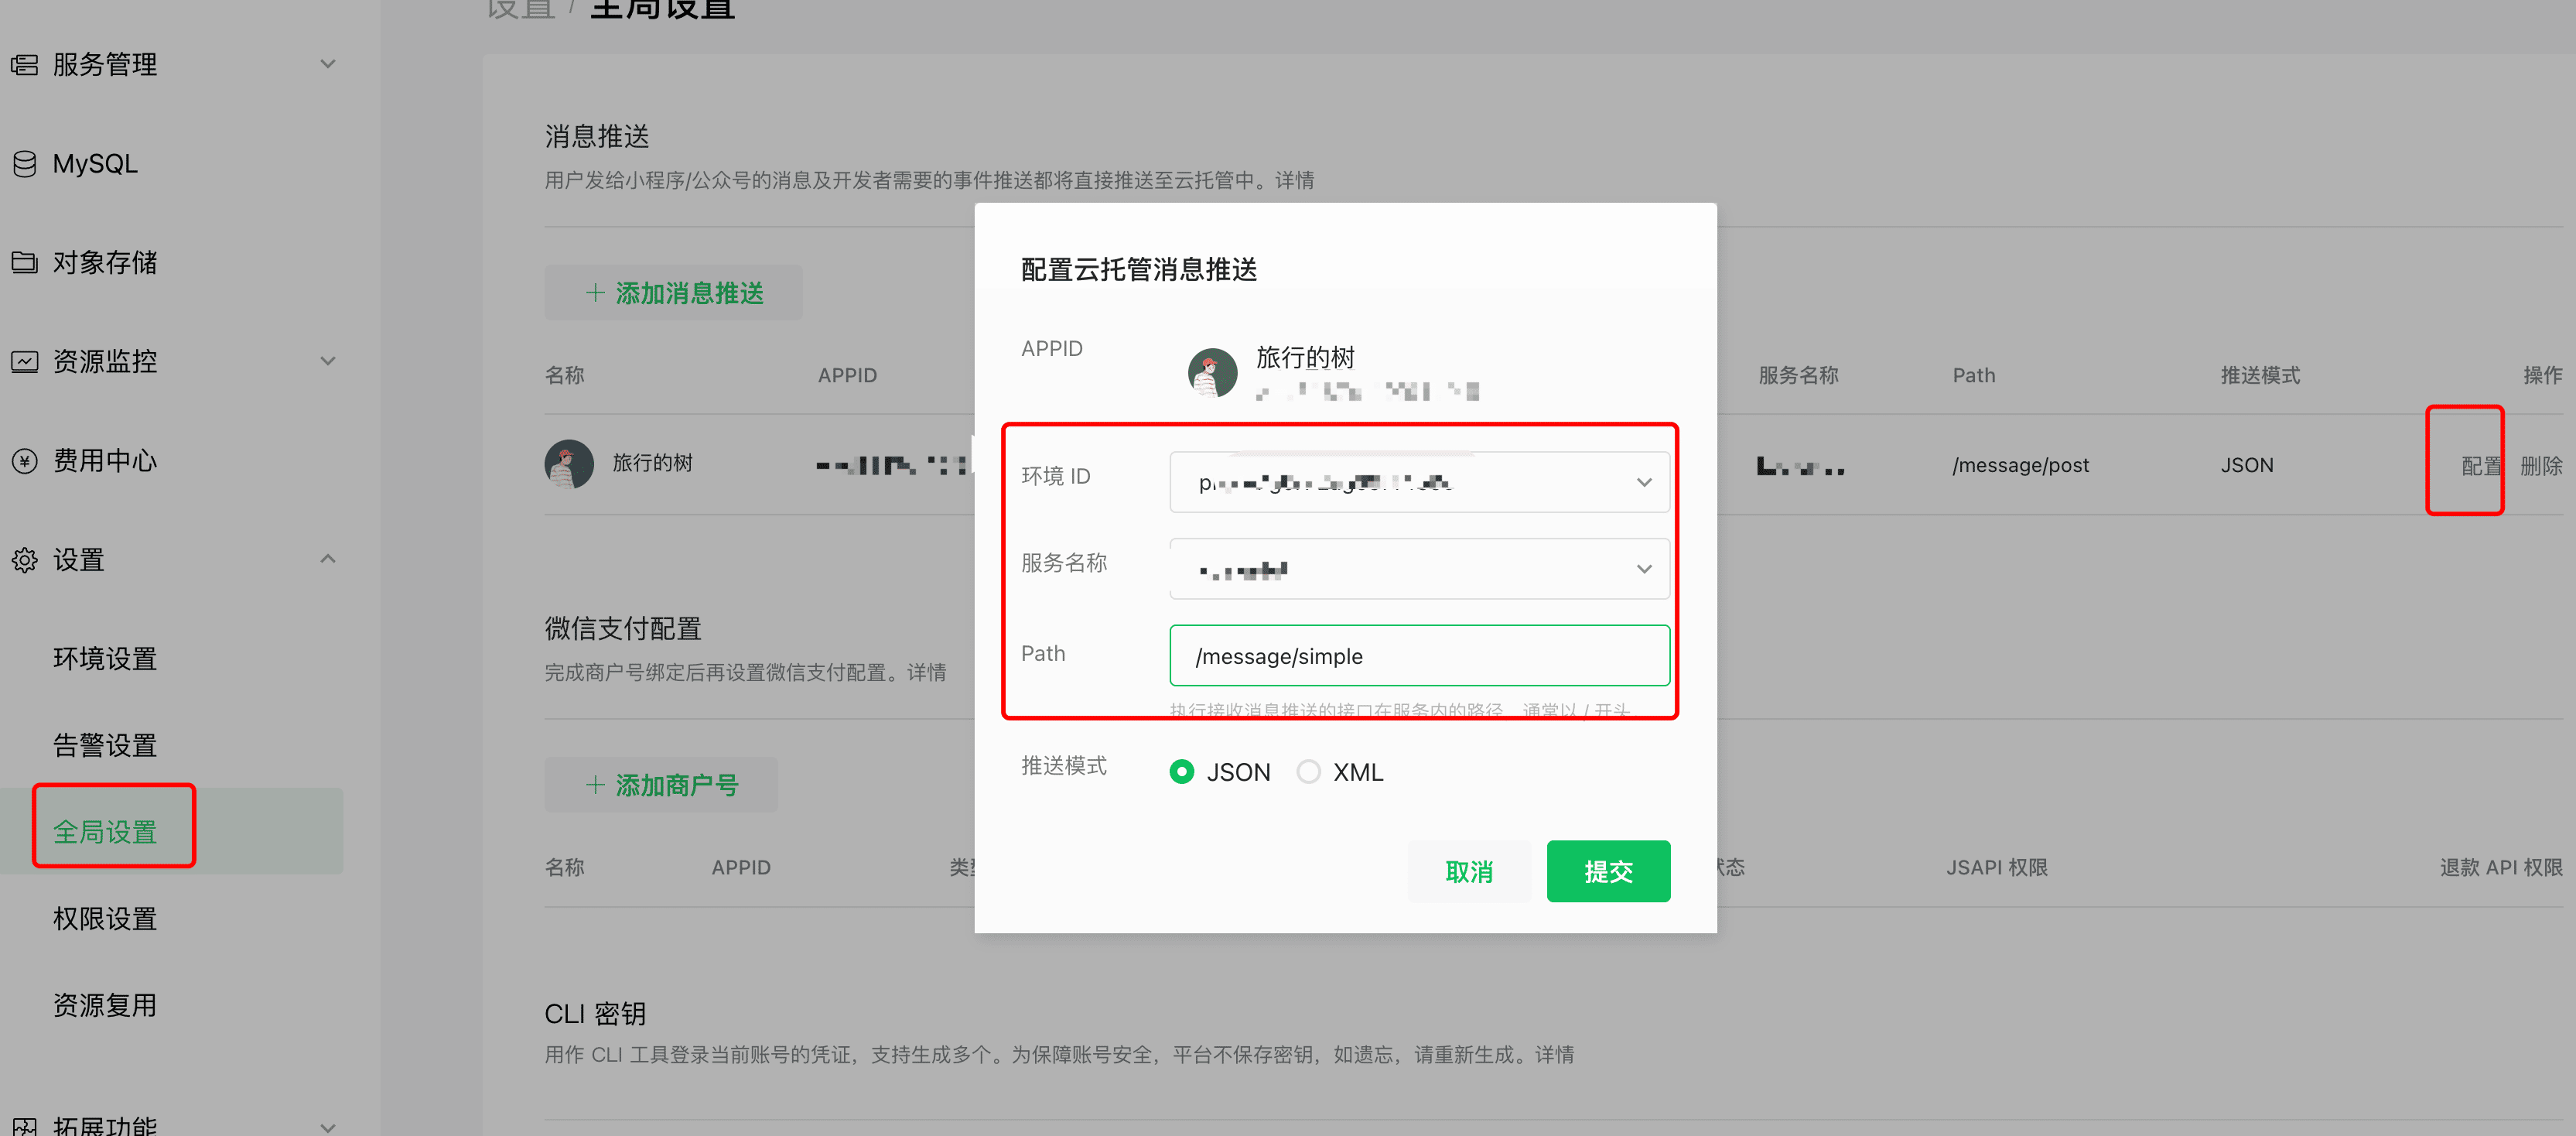 设置 / 全局设置
服务管理
MySQL
对象存储
资源监控
费用中心
设置
环境设置
告警设置
全局设置
权限设置
资源复用
拓展功能
消息推送
用户发给小程序/公众号的消息及开发者需要的事件推送都将直接推送至云托管中。详情
+ 添加消息推送
名称 APPID 服务名称 Path 推送模式 操作
旅行的树 /message/post JSON 配置 删除
微信支付配置
完成商户号绑定后再设置微信支付配置。详情
+ 添加商户号
名称 APPID JSAPI 权限 退款 API 权限
CLI 密钥
用作 CLI 工具登录当前账号的凭证，支持生成多个。为保障账号安全，平台不保存密钥，如遗忘，请重新生成。详情
配置云托管消息推送
APPID
旅行的树
环境 ID
服务名称
Path
/message/simple
执行接收消息推送的接口在服务内的路径，通常以 / 开头
推送模式
JSON XML
取消 提交